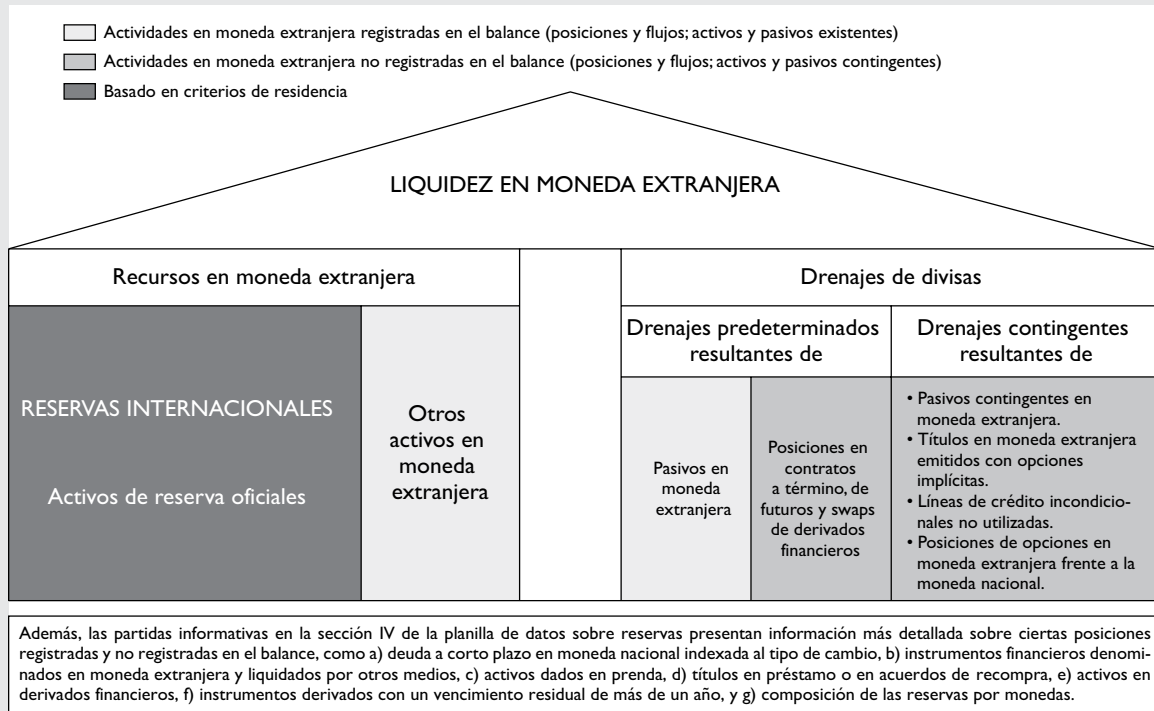 Actividades en moneda extranjera registradas en el balance (posiciones y flujos; activos y pasivos existentes)
Actividades en moneda extranjera no registradas en el balance (posiciones y flujos; activos y pasivos contingentes)
Basado en criterios de residencia
LIQUIDEZ EN MONEDA EXTRANJERA
Recursos en moneda extranjera
RESERVAS INTERNACIONALES
Activos de reserva oficiales
Otros
activos en
moneda
extranjera
Drenajes de divisas
Drenajes predeterminados
resultantes de
Pasivos en
moneda
extranjera
Posiciones en
contratos
a término, de
futuros y swaps
de derivados
financieros
Drenajes contingentes
resultantes de
• Pasivos contingentes en
moneda extranjera.
• Títulos en moneda extranjera
emitidos con opciones
implícitas.
• Líneas de crédito incondicio-
nales no utilizadas.
• Posiciones de opciones en
moneda extranjera frente a la
moneda nacional.
Además, las partidas informativas en la sección IV de la planilla de datos sobre reservas presentan información más detallada sobre ciertas posiciones
registradas y no registradas en el balance, como a) deuda a corto plazo en moneda nacional indexada al tipo de cambio, b) instrumentos financieros denomi-
nados en moneda extranjera y liquidados por otros medios, c) activos dados en prenda, d) títulos en préstamo o en acuerdos de recompra, e) activos en
derivados financieros, f) instrumentos derivados con un vencimiento residual de más de un año, y g) composición de las reservas por monedas.